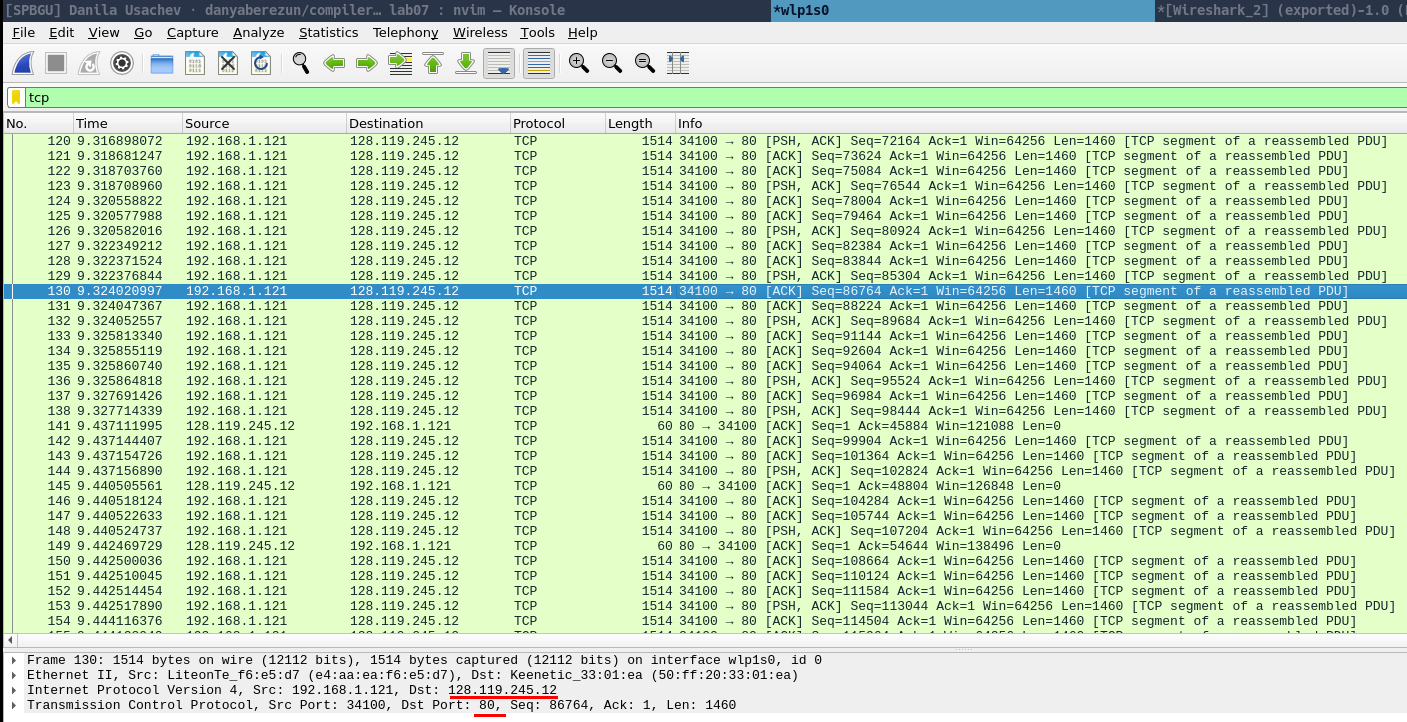 [SPBGU] Danila Usachev · danyaberezun/compiler… lab07 : nvim — Konsole *wlp1s0 *[Wireshark_2] (exported)-1.0 (
File Edit View Go Capture Analyze Statistics Telephony Wireless Tools Help
tcp
No. Time Source Destination Protocol Length Info
120 9.316898072 192.168.1.121 128.119.245.12 TCP 1514 34100 → 80 [PSH, ACK] Seq=72164 Ack=1 Win=64256 Len=1460 [TCP segment of a reassembled PDU]
121 9.318681247 192.168.1.121 128.119.245.12 TCP 1514 34100 → 80 [ACK] Seq=73624 Ack=1 Win=64256 Len=1460 [TCP segment of a reassembled PDU]
122 9.318703760 192.168.1.121 128.119.245.12 TCP 1514 34100 → 80 [ACK] Seq=75084 Ack=1 Win=64256 Len=1460 [TCP segment of a reassembled PDU]
123 9.318708960 192.168.1.121 128.119.245.12 TCP 1514 34100 → 80 [PSH, ACK] Seq=76544 Ack=1 Win=64256 Len=1460 [TCP segment of a reassembled PDU]
124 9.320558822 192.168.1.121 128.119.245.12 TCP 1514 34100 → 80 [ACK] Seq=78004 Ack=1 Win=64256 Len=1460 [TCP segment of a reassembled PDU]
125 9.320577988 192.168.1.121 128.119.245.12 TCP 1514 34100 → 80 [ACK] Seq=79464 Ack=1 Win=64256 Len=1460 [TCP segment of a reassembled PDU]
126 9.320582016 192.168.1.121 128.119.245.12 TCP 1514 34100 → 80 [PSH, ACK] Seq=80924 Ack=1 Win=64256 Len=1460 [TCP segment of a reassembled PDU]
127 9.322349212 192.168.1.121 128.119.245.12 TCP 1514 34100 → 80 [ACK] Seq=82384 Ack=1 Win=64256 Len=1460 [TCP segment of a reassembled PDU]
128 9.322371524 192.168.1.121 128.119.245.12 TCP 1514 34100 → 80 [ACK] Seq=83844 Ack=1 Win=64256 Len=1460 [TCP segment of a reassembled PDU]
129 9.322376844 192.168.1.121 128.119.245.12 TCP 1514 34100 → 80 [PSH, ACK] Seq=85304 Ack=1 Win=64256 Len=1460 [TCP segment of a reassembled PDU]
130 9.324020997 192.168.1.121 128.119.245.12 TCP 1514 34100 → 80 [ACK] Seq=86764 Ack=1 Win=64256 Len=1460 [TCP segment of a reassembled PDU]
131 9.324047367 192.168.1.121 128.119.245.12 TCP 1514 34100 → 80 [ACK] Seq=88224 Ack=1 Win=64256 Len=1460 [TCP segment of a reassembled PDU]
132 9.324052557 192.168.1.121 128.119.245.12 TCP 1514 34100 → 80 [PSH, ACK] Seq=89684 Ack=1 Win=64256 Len=1460 [TCP segment of a reassembled PDU]
133 9.325813340 192.168.1.121 128.119.245.12 TCP 1514 34100 → 80 [ACK] Seq=91144 Ack=1 Win=64256 Len=1460 [TCP segment of a reassembled PDU]
134 9.325855119 192.168.1.121 128.119.245.12 TCP 1514 34100 → 80 [ACK] Seq=92604 Ack=1 Win=64256 Len=1460 [TCP segment of a reassembled PDU]
135 9.325860740 192.168.1.121 128.119.245.12 TCP 1514 34100 → 80 [ACK] Seq=94064 Ack=1 Win=64256 Len=1460 [TCP segment of a reassembled PDU]
136 9.325864818 192.168.1.121 128.119.245.12 TCP 1514 34100 → 80 [PSH, ACK] Seq=95524 Ack=1 Win=64256 Len=1460 [TCP segment of a reassembled PDU]
137 9.327691426 192.168.1.121 128.119.245.12 TCP 1514 34100 → 80 [ACK] Seq=96984 Ack=1 Win=64256 Len=1460 [TCP segment of a reassembled PDU]
138 9.327714339 192.168.1.121 128.119.245.12 TCP 1514 34100 → 80 [PSH, ACK] Seq=98444 Ack=1 Win=64256 Len=1460 [TCP segment of a reassembled PDU]
141 9.437111995 128.119.245.12 192.168.1.121 TCP 60 80 → 34100 [ACK] Seq=1 Ack=45884 Win=121088 Len=0
142 9.437144407 192.168.1.121 128.119.245.12 TCP 1514 34100 → 80 [ACK] Seq=99904 Ack=1 Win=64256 Len=1460 [TCP segment of a reassembled PDU]
143 9.437154726 192.168.1.121 128.119.245.12 TCP 1514 34100 → 80 [ACK] Seq=101364 Ack=1 Win=64256 Len=1460 [TCP segment of a reassembled PDU]
144 9.437156890 192.168.1.121 128.119.245.12 TCP 1514 34100 → 80 [PSH, ACK] Seq=102824 Ack=1 Win=64256 Len=1460 [TCP segment of a reassembled PDU]
145 9.440505561 128.119.245.12 192.168.1.121 TCP 60 80 → 34100 [ACK] Seq=1 Ack=48804 Win=126848 Len=0
146 9.440518124 192.168.1.121 128.119.245.12 TCP 1514 34100 → 80 [ACK] Seq=104284 Ack=1 Win=64256 Len=1460 [TCP segment of a reassembled PDU]
147 9.440522633 192.168.1.121 128.119.245.12 TCP 1514 34100 → 80 [ACK] Seq=105744 Ack=1 Win=64256 Len=1460 [TCP segment of a reassembled PDU]
148 9.440524737 192.168.1.121 128.119.245.12 TCP 1514 34100 → 80 [PSH, ACK] Seq=107204 Ack=1 Win=64256 Len=1460 [TCP segment of a reassembled PDU]
149 9.442469729 128.119.245.12 192.168.1.121 TCP 60 80 → 34100 [ACK] Seq=1 Ack=54644 Win=138496 Len=0
150 9.442500036 192.168.1.121 128.119.245.12 TCP 1514 34100 → 80 [ACK] Seq=108664 Ack=1 Win=64256 Len=1460 [TCP segment of a reassembled PDU]
151 9.442510045 192.168.1.121 128.119.245.12 TCP 1514 34100 → 80 [ACK] Seq=110124 Ack=1 Win=64256 Len=1460 [TCP segment of a reassembled PDU]
152 9.442514454 192.168.1.121 128.119.245.12 TCP 1514 34100 → 80 [ACK] Seq=111584 Ack=1 Win=64256 Len=1460 [TCP segment of a reassembled PDU]
153 9.442517890 192.168.1.121 128.119.245.12 TCP 1514 34100 → 80 [PSH, ACK] Seq=113044 Ack=1 Win=64256 Len=1460 [TCP segment of a reassembled PDU]
154 9.444116376 192.168.1.121 128.119.245.12 TCP 1514 34100 → 80 [ACK] Seq=114504 Ack=1 Win=64256 Len=1460 [TCP segment of a reassembled PDU]
Frame 130: 1514 bytes on wire (12112 bits), 1514 bytes captured (12112 bits) on interface wlp1s0, id 0
Ethernet II, Src: LiteonTe_f6:e5:d7 (e4:aa:ea:f6:e5:d7), Dst: Keenetic_33:01:ea (50:ff:20:33:01:ea)
Internet Protocol Version 4, Src: 192.168.1.121, Dst: 128.119.245.12
Transmission Control Protocol, Src Port: 34100, Dst Port: 80, Seq: 86764, Ack: 1, Len: 1460